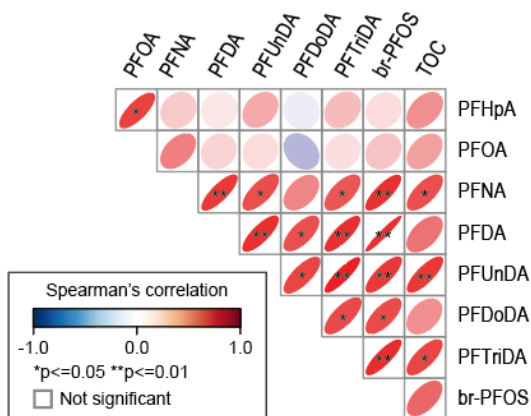 PFOA PFNA PFDA PFUnDA PFDoDA PFTriDA br-PFOS TOC
* PFHpA
PFOA
** * * ** * PFNA
** * ** ** PFDA
* ** ** ** PFUnDA
* * PFDoDA
** * PFTriDA
br-PFOS
Spearman's correlation
-1.0 0.0 1.0
*p<=0.05 **p<=0.01
Not significant